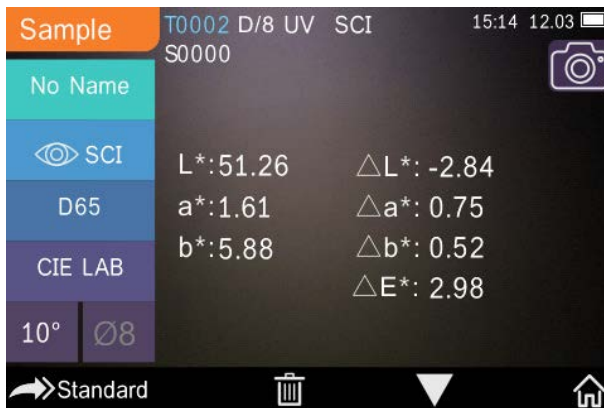 Sample
T0002 D/8 UV SCI 15:14 12.03
S0000
No Name
SCI
D65
CIE LAB
10° Ø8
L*:51.26 △L*: -2.84
a*:1.61 △a*: 0.75
b*:5.88 △b*: 0.52
△E*: 2.98
Standard